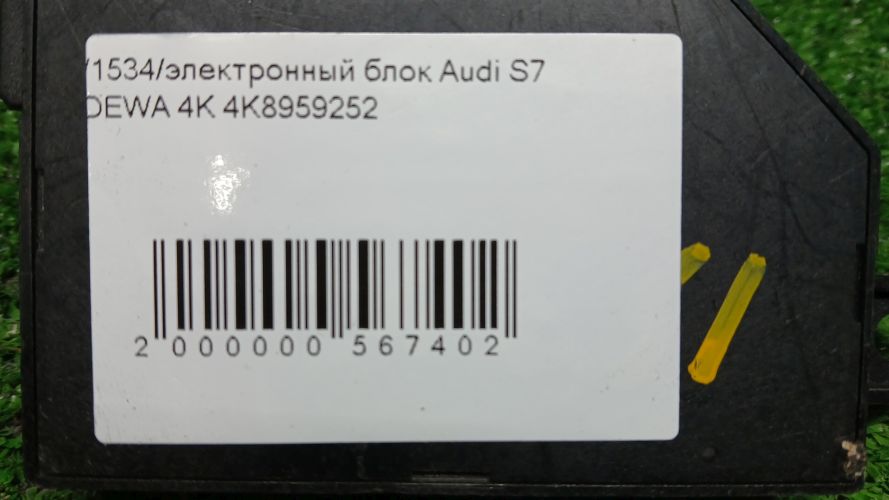 /1534/электронный блок Audi S7
DEWA 4K 4K8959252
2 000000 567402